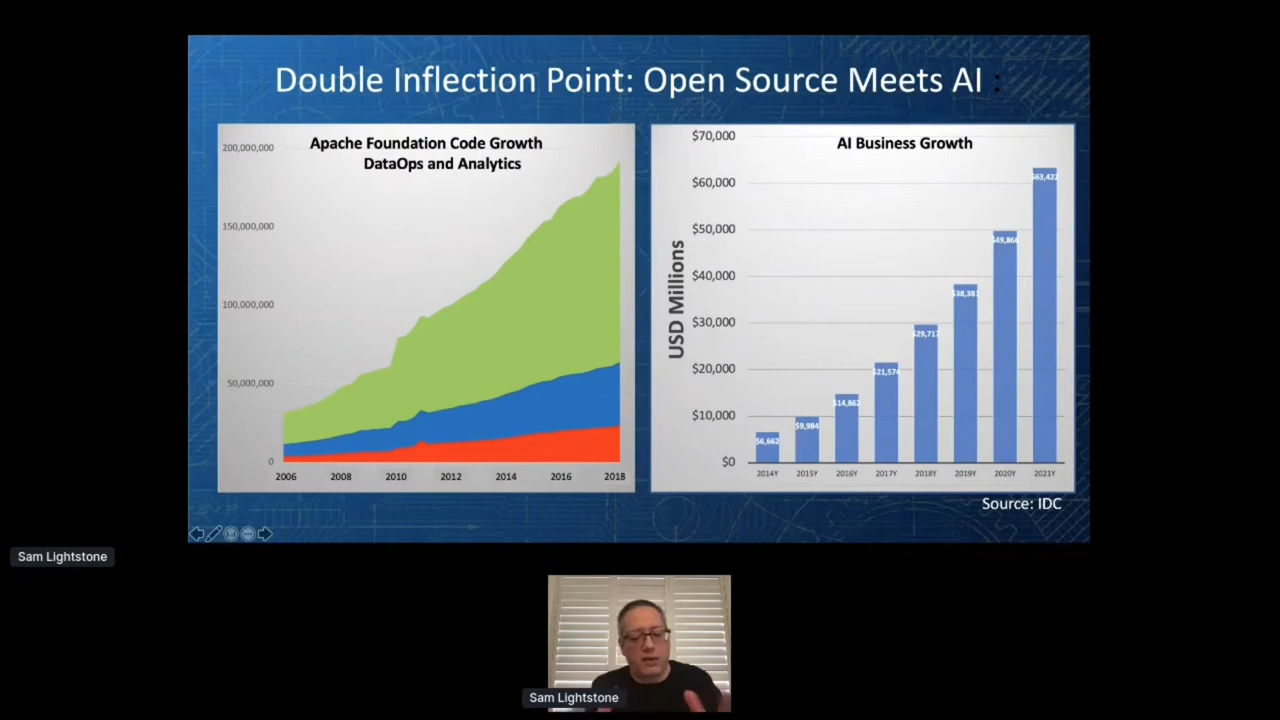 Double Inflection Point: Open Source Meets AI :
Apache Foundation Code Growth
DataOps and Analytics
200,000,000
150,000,000
100,000,000
50,000,000
0
2006 2008 2010 2012 2014 2016 2018
AI Business Growth
USD Millions
$70,000
$60,000
$50,000
$40,000
$30,000
$20,000
$10,000
$0
$6,662
$9,984
$14,862
$21,574
$29,717
$38,381
$63,422
2014Y 2015Y 2016Y 2017Y 2018Y 2019Y 2020Y 2021Y
Source: IDC
Sam Lightstone
Sam Lightstone